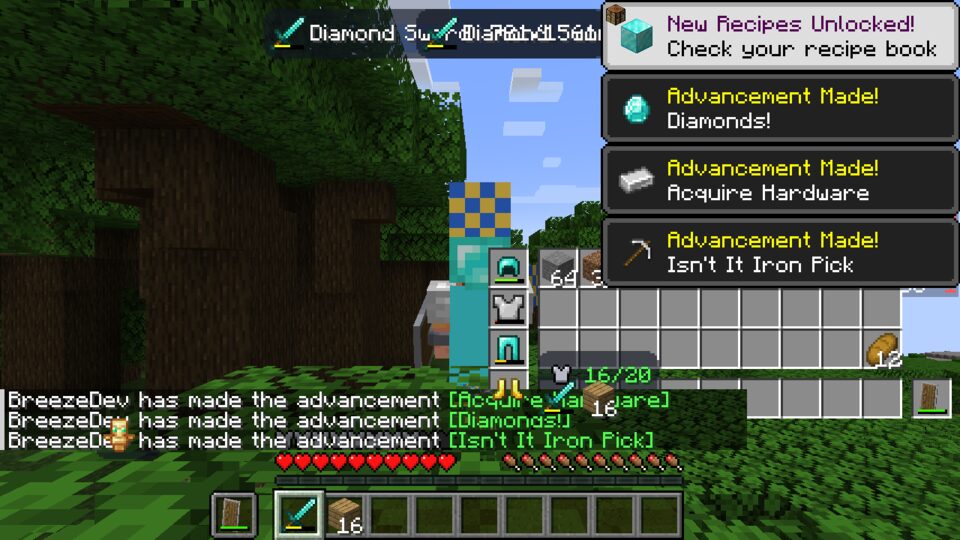 Diamond Sword
New Recipes Unlocked!
Check your recipe book
Advancement Made!
Diamonds!
Advancement Made!
Acquire Hardware
Advancement Made!
Isn't It Iron Pick
64
12
16/20
16
BreezeDev has made the advancement [Acquire Hardware]
BreezeDev has made the advancement [Diamonds!]
BreezeDev has made the advancement [Isn't It Iron Pick]
16